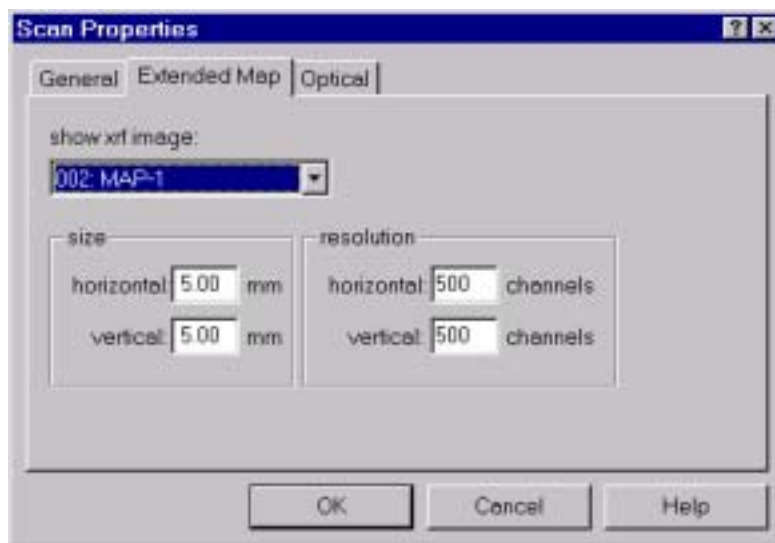 Scan Properties
General Extended Map Optical
show xrf image:
002: MAP-1
size
horizontal: 5.00 mm
vertical: 5.00 mm
resolution
horizontal: 500 channels
vertical: 500 channels
OK Cancel Help